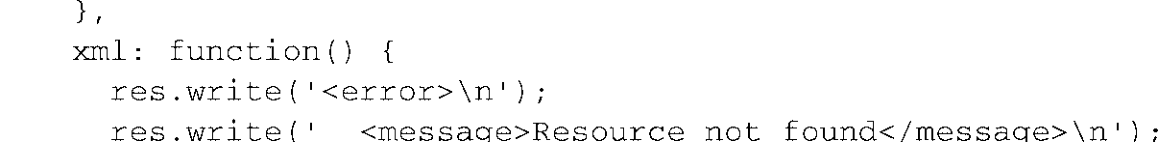 },
xml: function() {
  res.write('<error>\n');
  res.write('  <message>Resource not found</message>\n');